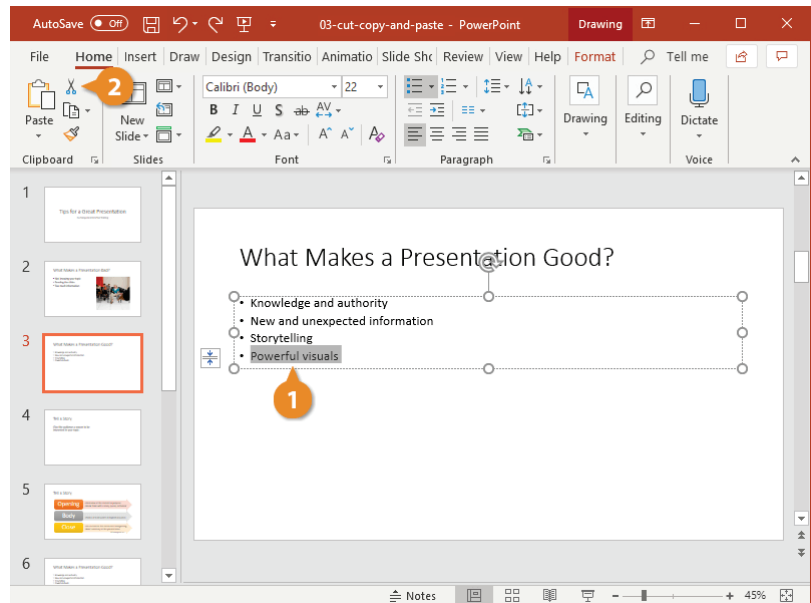 AutoSave Off 03-cut-copy-and-paste - PowerPoint Drawing
File Home Insert Draw Design Transitio Animatio Slide Shc Review View Help Format Tell me
2
Calibri (Body) 22
Paste New Slide B I U S ab AV Drawing Editing Dictate
A Aa A A A
Clipboard Slides Font Paragraph Voice
1
Tips for a Great Presentation
2
What Makes a Presentation Good?
3
What Makes a Presentation Good?
4
Tell a Story
5
Tell a Story
Opening
Body
Close
6
What Makes a Presentation Good?
What Makes a Presentation Good?
• Knowledge and authority
• New and unexpected information
• Storytelling
• Powerful visuals
1
Notes 45%